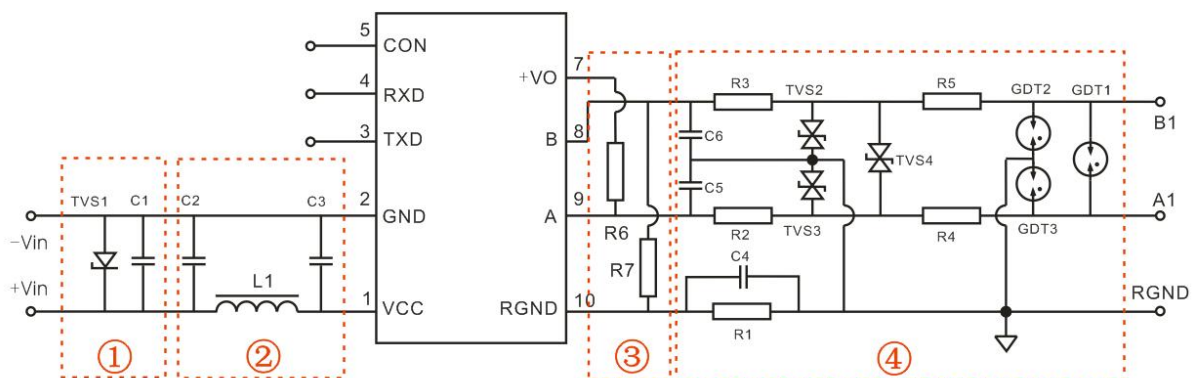 5
CON
4
RXD
3
TXD
2
GND
1
VCC
7
+VO
8
B
9
A
10
RGND
-Vin
+Vin
TVS1
C1
C2
C3
L1
①
②
R6
R7
③
R3
TVS2
R5
GDT2
GDT1
B1
C6
TVS4
C5
A1
R2
TVS3
R4
GDT3
C4
R1
RGND
④